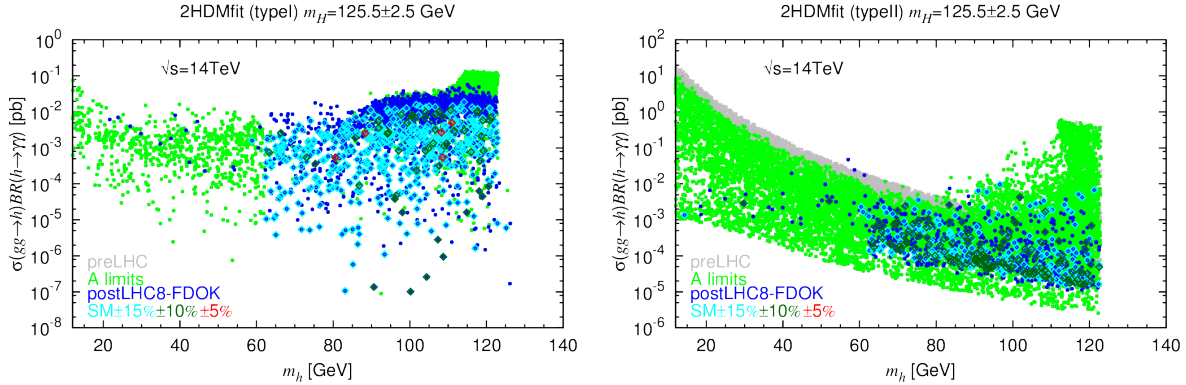 2HDMfit (typeI) m_H=125.5±2.5 GeV
10^0
10^-1
10^-2
10^-3
10^-4
10^-5
10^-6
10^-7
10^-8
σ(gg→h)BR(h→γγ) [pb]
√s=14TeV
preLHC
A limits
postLHC8-FDOK
SM±15%±10%±5%
20 40 60 80 100 120 140
m_h [GeV]
2HDMfit (typeII) m_H=125.5±2.5 GeV
10^2
10^1
10^0
10^-1
10^-2
10^-3
10^-4
10^-5
10^-6
σ(gg→h)BR(h→γγ) [pb]
√s=14TeV
preLHC
A limits
postLHC8-FDOK
SM±15%±10%±5%
20 40 60 80 100 120 140
m_h [GeV]